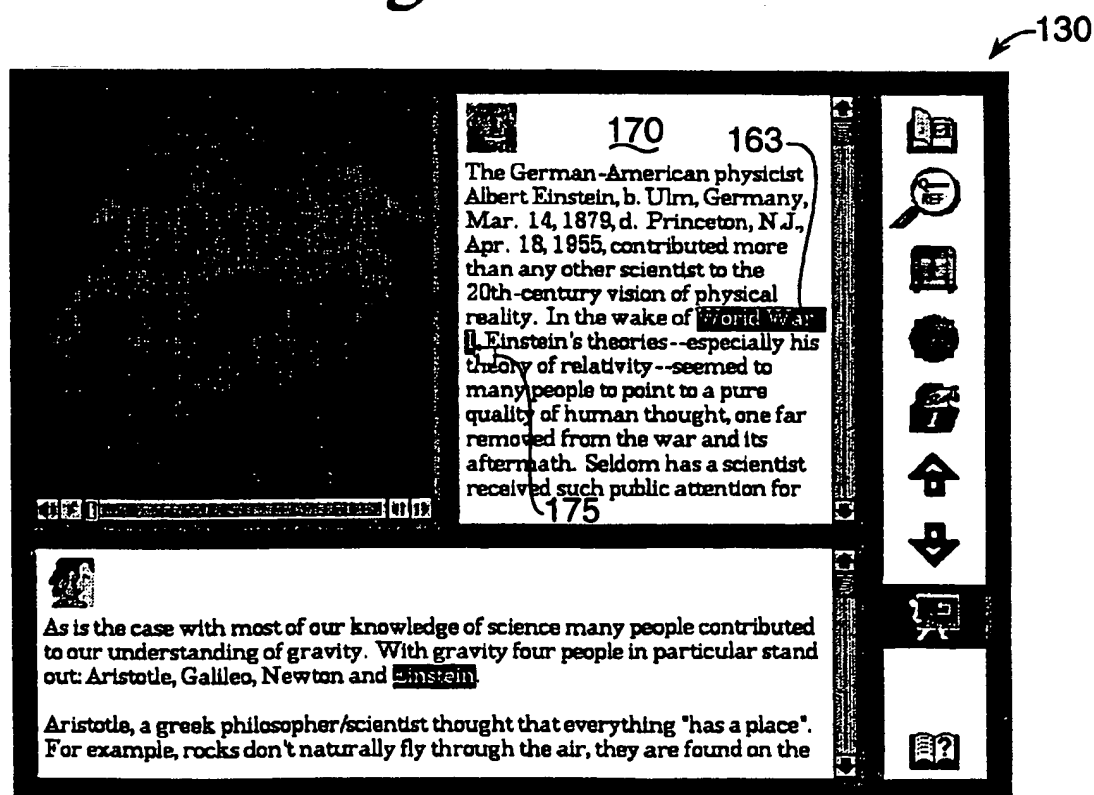 130
170
163
The German-American physicist
Albert Einstein, b. Ulm, Germany,
Mar. 14, 1879, d. Princeton, N.J.,
Apr. 18, 1955, contributed more
than any other scientist to the
20th-century vision of physical
reality. In the wake of World War
I, Einstein's theories--especially his
theory of relativity--seemed to
many people to point to a pure
quality of human thought, one far
removed from the war and its
aftermath. Seldom has a scientist
received such public attention for
175
As is the case with most of our knowledge of science many people contributed
to our understanding of gravity. With gravity four people in particular stand
out: Aristotle, Galileo, Newton and Einstein.
Aristotle, a greek philosopher/scientist thought that everything "has a place".
For example, rocks don't naturally fly through the air, they are found on the
REF
1
?